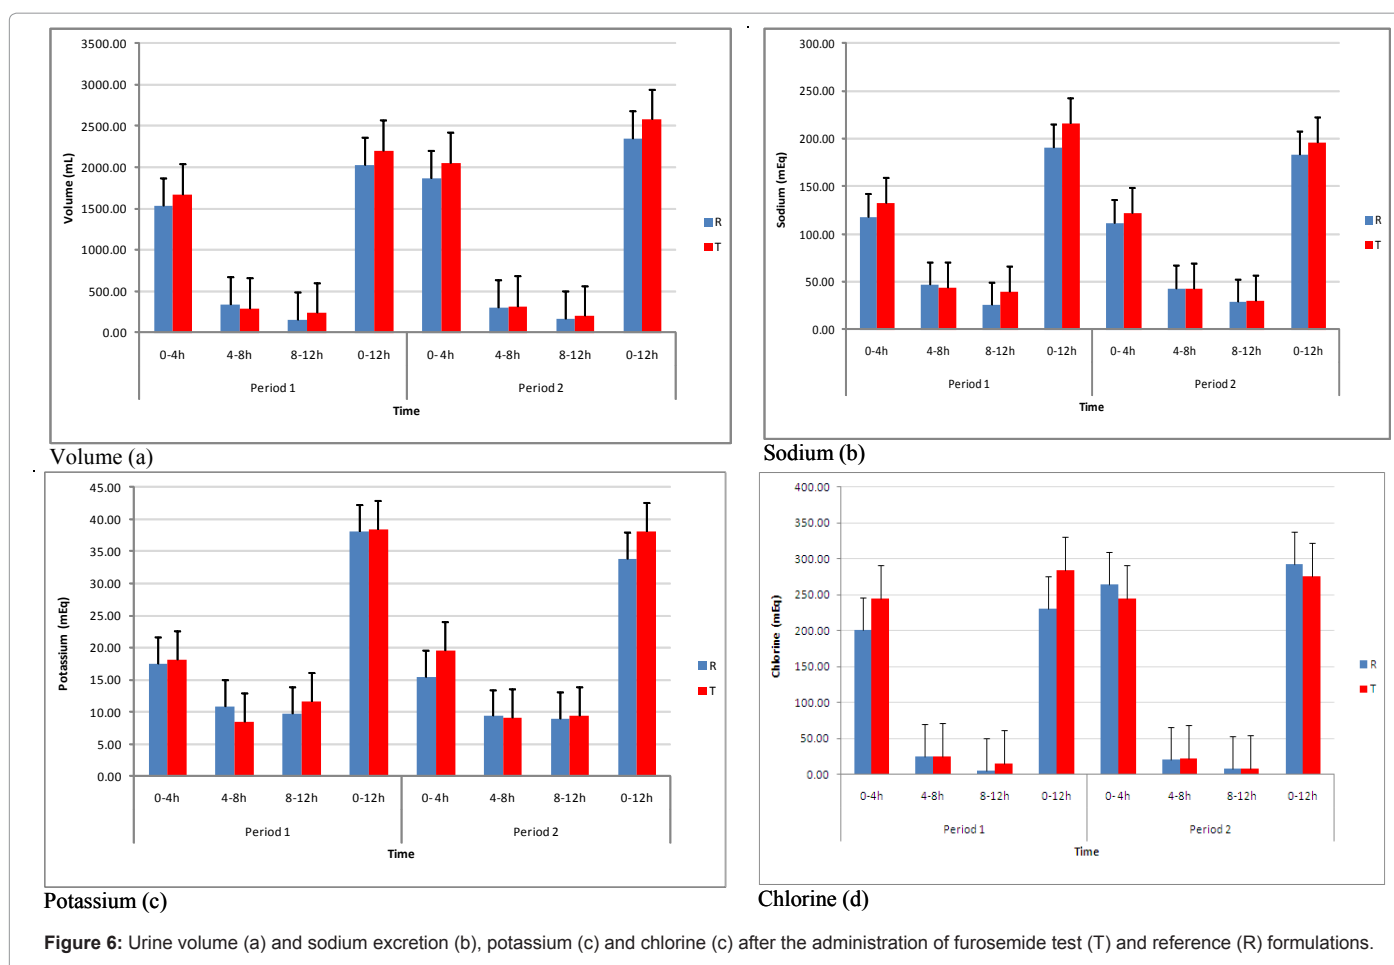 3500.00
3000.00
2500.00
2000.00
1500.00
1000.00
500.00
0.00
Volume (mL)
0-4h 4-8h 8-12h 0-12h 0- 4h 4-8h 8-12h 0-12h
Period 1 Period 2
Time
R
T
Volume (a)
300.00
250.00
200.00
150.00
100.00
50.00
0.00
Sodium (mEq)
0-4h 4-8h 8-12h 0-12h 0- 4h 4-8h 8-12h 0-12h
Period 1 Period 2
Time
R
T
Sodium (b)
45.00
40.00
35.00
30.00
25.00
20.00
15.00
10.00
5.00
0.00
Potassium (mEq)
0-4h 4-8h 8-12h 0-12h 0- 4h 4-8h 8-12h 0-12h
Period 1 Period 2
Time
R
T
Potassium (c)
400.00
350.00
300.00
250.00
200.00
150.00
100.00
50.00
0.00
Chlorine (mEq)
0-4h 4-8h 8-12h 0-12h 0- 4h 4-8h 8-12h 0-12h
Period 1 Period 2
Time
R
T
Chlorine (d)
Figure 6: Urine volume (a) and sodium excretion (b), potassium (c) and chlorine (c) after the administration of furosemide test (T) and reference (R) formulations.